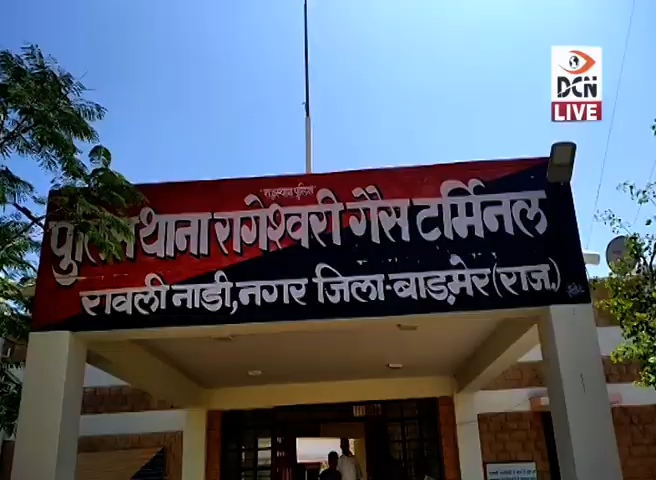 DCN
LIVE
राजस्थान पुलिस
पुलिस थाना रागेश्वरी गैस टर्मिनल
रावली नाडी, नगर जिला-बाड़मेर (राज.)